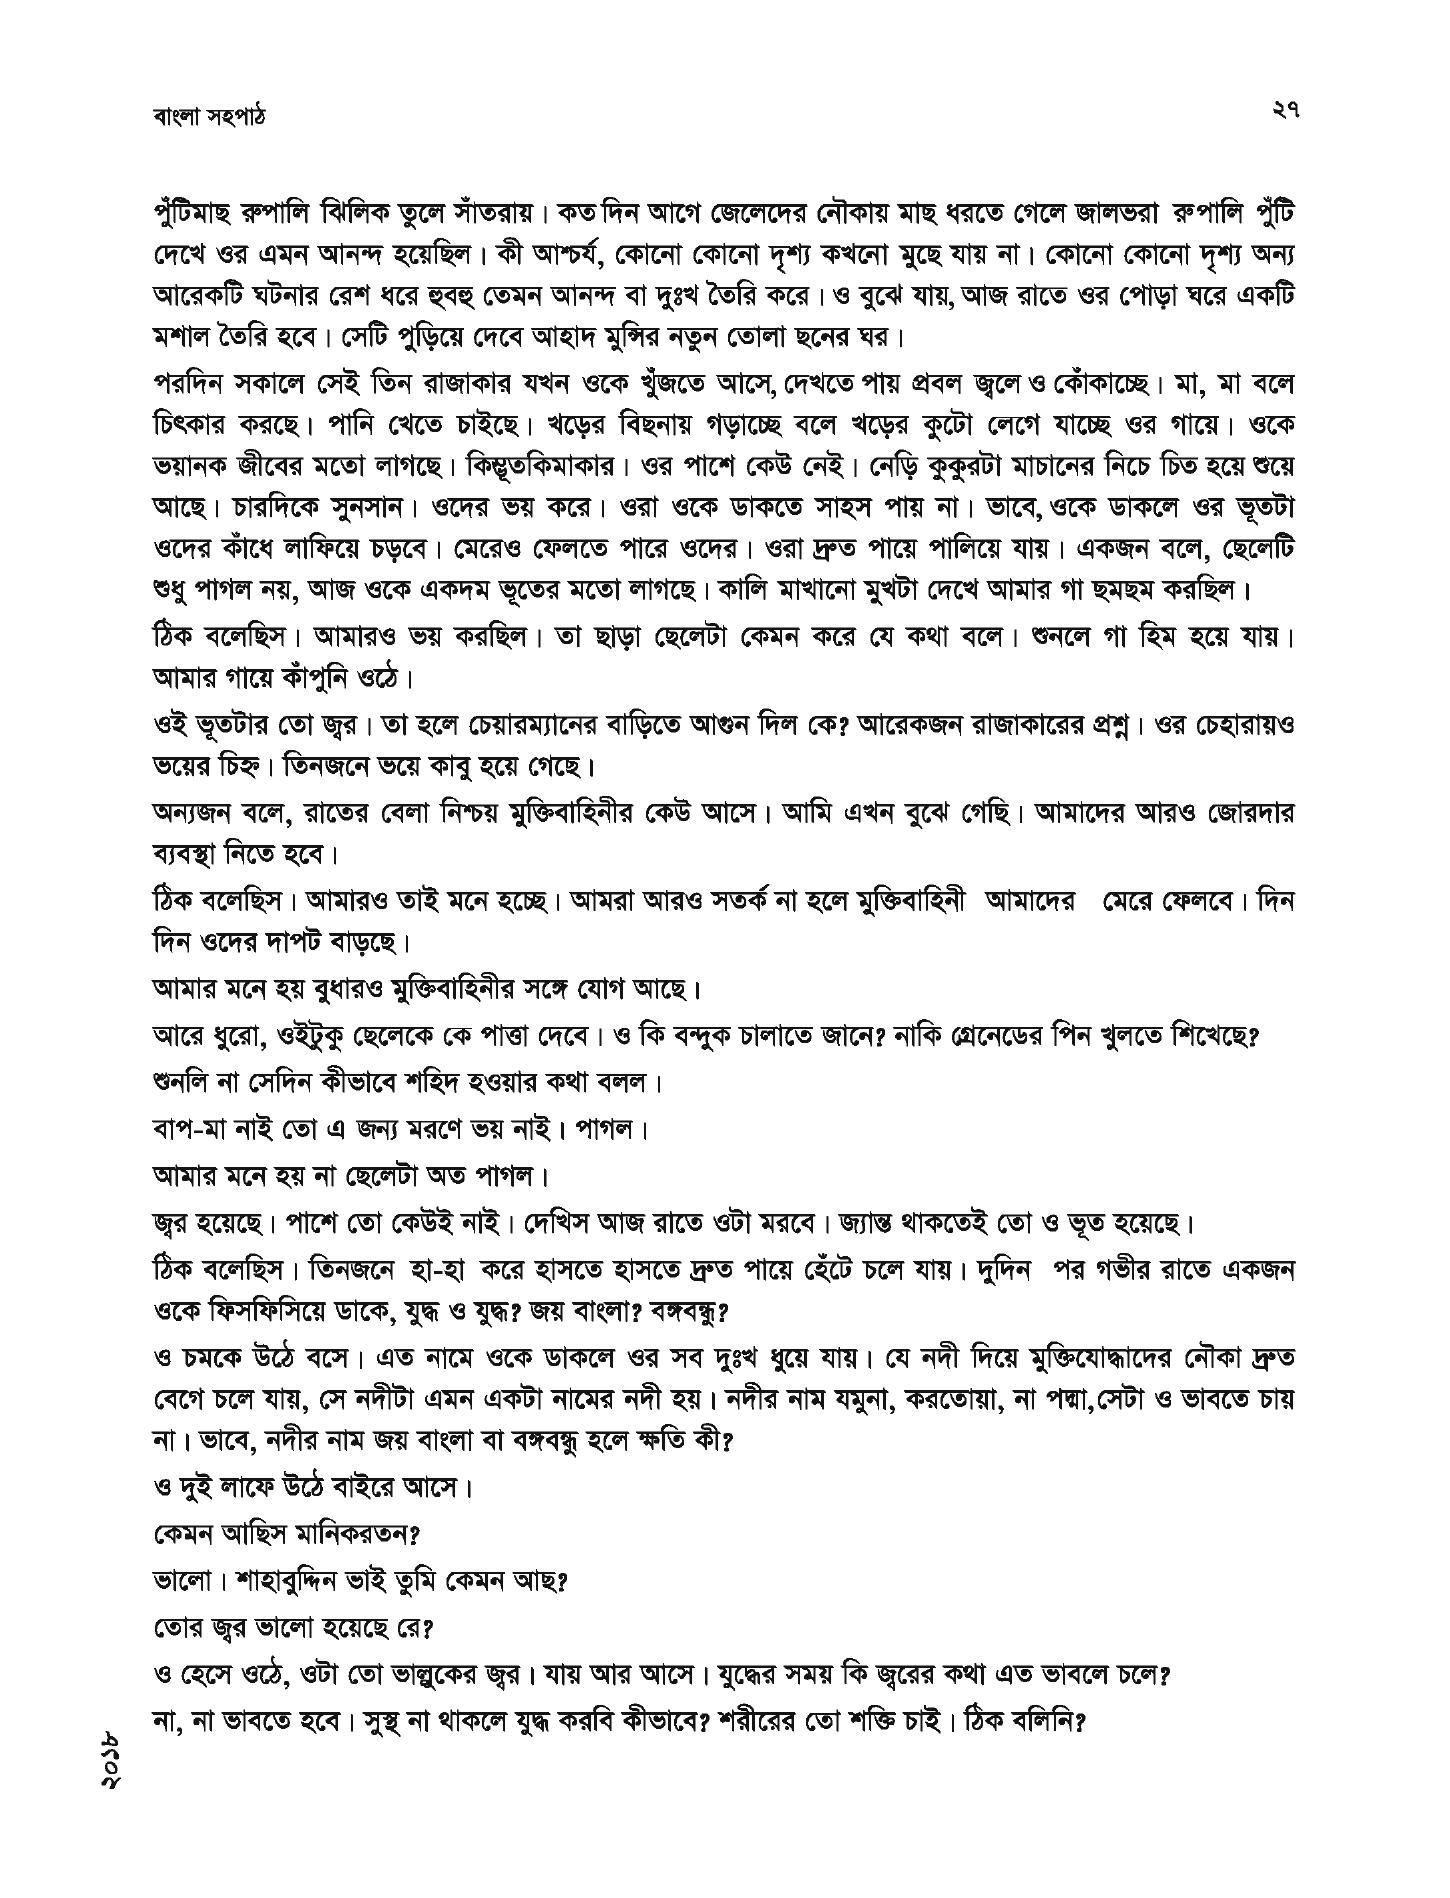 বাংলা সহপাঠ
২৭
পুঁটিমাছ রুপালি ঝিলিক তুলে সাঁতরায়। কত দিন আগে জেলেদের নৌকায় মাছ ধরতে গেলে জালভরা রুপালি পুঁটি
দেখে ওর এমন আনন্দ হয়েছিল। কী আশ্চর্য, কোনো কোনো দৃশ্য কখনো মুছে যায় না। কোনো কোনো দৃশ্য অন্য
আরেকটি ঘটনার রেশ ধরে হুবহু তেমন আনন্দ বা দুঃখ তৈরি করে। ও বুঝে যায়, আজ রাতে ওর পোড়া ঘরে একটি
মশাল তৈরি হবে। সেটি পুড়িয়ে দেবে আহাদ মুন্সির নতুন তোলা ছনের ঘর।
পরদিন সকালে সেই তিন রাজাকার যখন ওকে খুঁজতে আসে, দেখতে পায় প্রবল জ্বলে ও কোঁকাচ্ছে। মা, মা বলে
চিৎকার করছে। পানি খেতে চাইছে। খড়ের বিছনায় গড়াচ্ছে বলে খড়ের কুটো লেগে যাচ্ছে ওর গায়ে। ওকে
ভয়ানক জীবের মতো লাগছে। কিম্ভূতকিমাকার। ওর পাশে কেউ নেই। নেড়ি কুকুরটা মাচানের নিচে চিত হয়ে শুয়ে
আছে। চারদিকে সুনসান। ওদের ভয় করে। ওরা ওকে ডাকতে সাহস পায় না। ভাবে, ওকে ডাকলে ওর ভূতটা
ওদের কাঁধে লাফিয়ে চড়বে। মেরেও ফেলতে পারে ওদের। ওরা দ্রুত পায়ে পালিয়ে যায়। একজন বলে, ছেলেটি
শুধু পাগল নয়, আজ ওকে একদম ভূতের মতো লাগছে। কালি মাখানো মুখটা দেখে আমার গা ছমছম করছিল।
ঠিক বলেছিস। আমারও ভয় করছিল। তা ছাড়া ছেলেটা কেমন করে যে কথা বলে। শুনলে গা হিম হয়ে যায়।
আমার গায়ে কাঁপুনি ওঠে।
ওই ভূতটার তো জ্বর। তা হলে চেয়ারম্যানের বাড়িতে আগুন দিল কে? আরেকজন রাজাকারের প্রশ্ন। ওর চেহারায়ও
ভয়ের চিহ্ন। তিনজনে ভয়ে কাবু হয়ে গেছে।
অন্যজন বলে, রাতের বেলা নিশ্চয় মুক্তিবাহিনীর কেউ আসে। আমি এখন বুঝে গেছি। আমাদের আরও জোরদার
ব্যবস্থা নিতে হবে।
ঠিক বলেছিস। আমারও তাই মনে হচ্ছে। আমরা আরও সতর্ক না হলে মুক্তিবাহিনী আমাদের মেরে ফেলবে। দিন
দিন ওদের দাপট বাড়ছে।
আমার মনে হয় বুধারও মুক্তিবাহিনীর সঙ্গে যোগ আছে।
আরে ধুরো, ওইটুকু ছেলেকে কে পাত্তা দেবে। ও কি বন্দুক চালাতে জানে? নাকি গ্রেনেডের পিন খুলতে শিখেছে?
শুনলি না সেদিন কীভাবে শহিদ হওয়ার কথা বলল।
বাপ-মা নাই তো এ জন্য মরণে ভয় নাই। পাগল।
আমার মনে হয় না ছেলেটা অত পাগল।
জ্বর হয়েছে। পাশে তো কেউই নাই। দেখিস আজ রাতে ওটা মরবে। জ্যান্ত থাকতেই তো ও ভূত হয়েছে।
ঠিক বলেছিস। তিনজনে হা-হা করে হাসতে হাসতে দ্রুত পায়ে হেঁটে চলে যায়। দুদিন পর গভীর রাতে একজন
ওকে ফিসফিসিয়ে ডাকে, যুদ্ধ ও যুদ্ধ? জয় বাংলা? বঙ্গবন্ধু?
ও চমকে উঠে বসে। এত নামে ওকে ডাকলে ওর সব দুঃখ ধুয়ে যায়। যে নদী দিয়ে মুক্তিযোদ্ধাদের নৌকা দ্রুত
বেগে চলে যায়, সে নদীটা এমন একটা নামের নদী হয়। নদীর নাম যমুনা, করতোয়া, না পদ্মা,সেটা ও ভাবতে চায়
না। ভাবে, নদীর নাম জয় বাংলা বা বঙ্গবন্ধু হলে ক্ষতি কী?
ও দুই লাফে উঠে বাইরে আসে।
কেমন আছিস মানিকরতন?
ভালো। শাহাবুদ্দিন ভাই তুমি কেমন আছ?
তোর জ্বর ভালো হয়েছে রে?
ও হেসে ওঠে, ওটা তো ভাল্লুকের জ্বর। যায় আর আসে। যুদ্ধের সময় কি জ্বরের কথা এত ভাবলে চলে?
না, না ভাবতে হবে। সুস্থ না থাকলে যুদ্ধ করবি কীভাবে? শরীরের তো শক্তি চাই। ঠিক বলিনি?
২০১৮